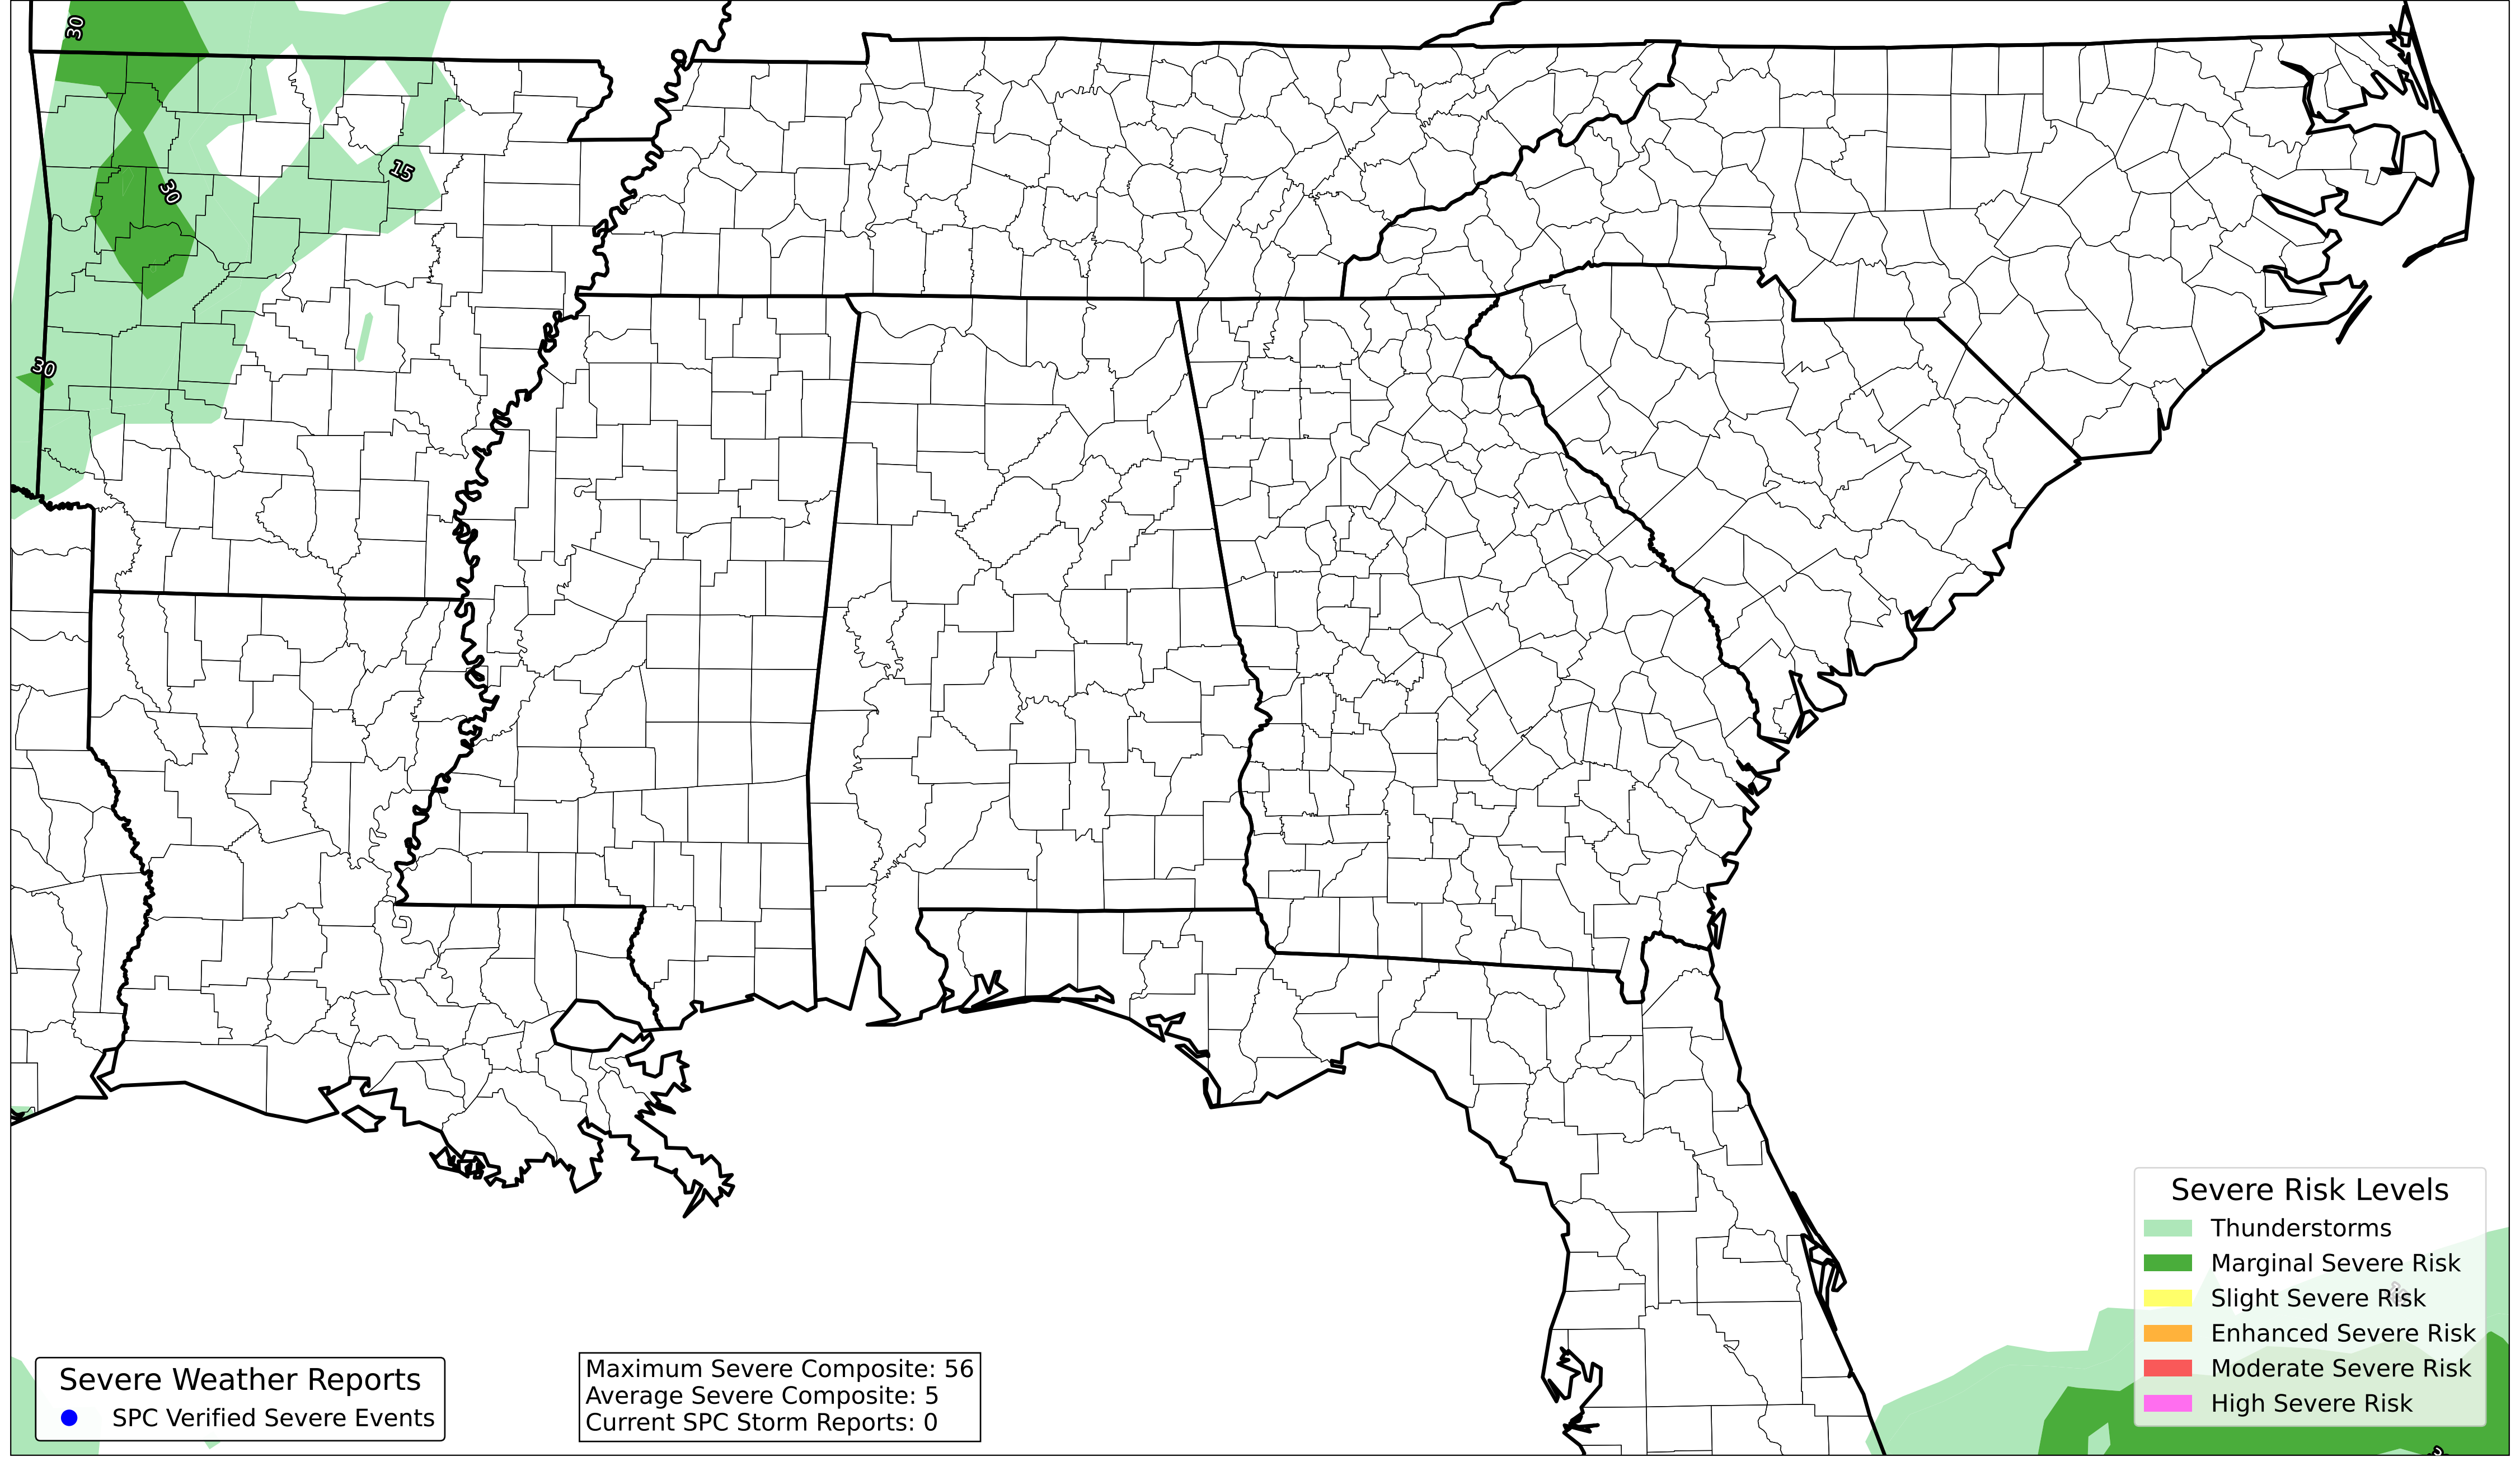 30
15
30
30
Severe Risk Levels
Thunderstorms
Marginal Severe Risk
Slight Severe Risk
Enhanced Severe Risk
Moderate Severe Risk
High Severe Risk
Severe Weather Reports
SPC Verified Severe Events
Maximum Severe Composite: 56
Average Severe Composite: 5
Current SPC Storm Reports: 0